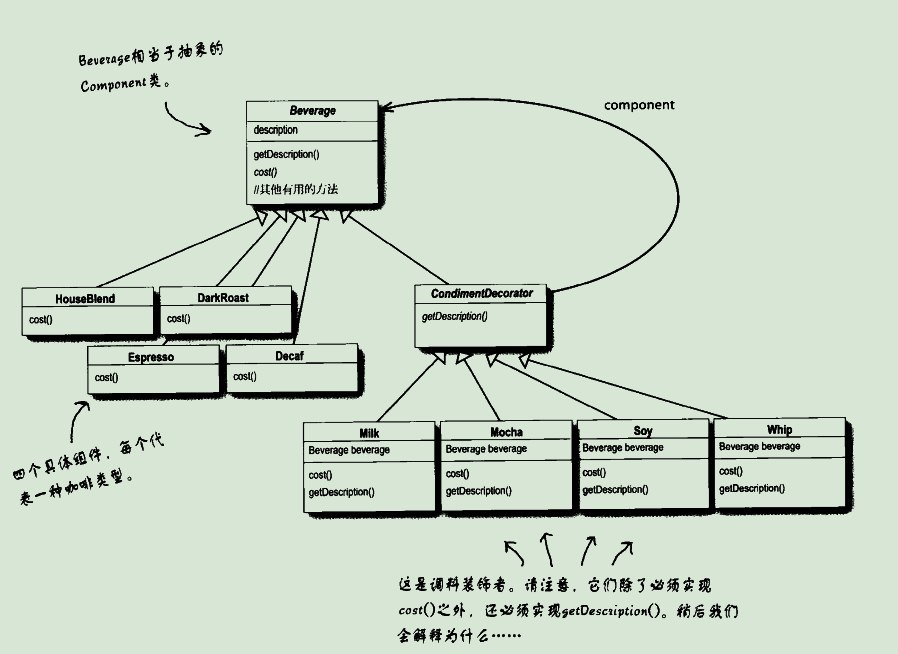 Beverage相当于抽象的
Component类。
component
Beverage
description
getDescription()
cost()
//其他有用的方法
HouseBlend
cost()
DarkRoast
cost()
CondimentDecorator
getDescription()
Espresso
cost()
Decaf
cost()
四个具体组件，每个代
表一种咖啡类型。
Milk
Beverage beverage
cost()
getDescription()
Mocha
Beverage beverage
cost()
getDescription()
Soy
Beverage beverage
cost()
getDescription()
Whip
Beverage beverage
cost()
getDescription()
这是调料装饰者。请注意，它们除了必须实现
cost()之外，还必须实现getDescription()。稍后我们
会解释为什么……